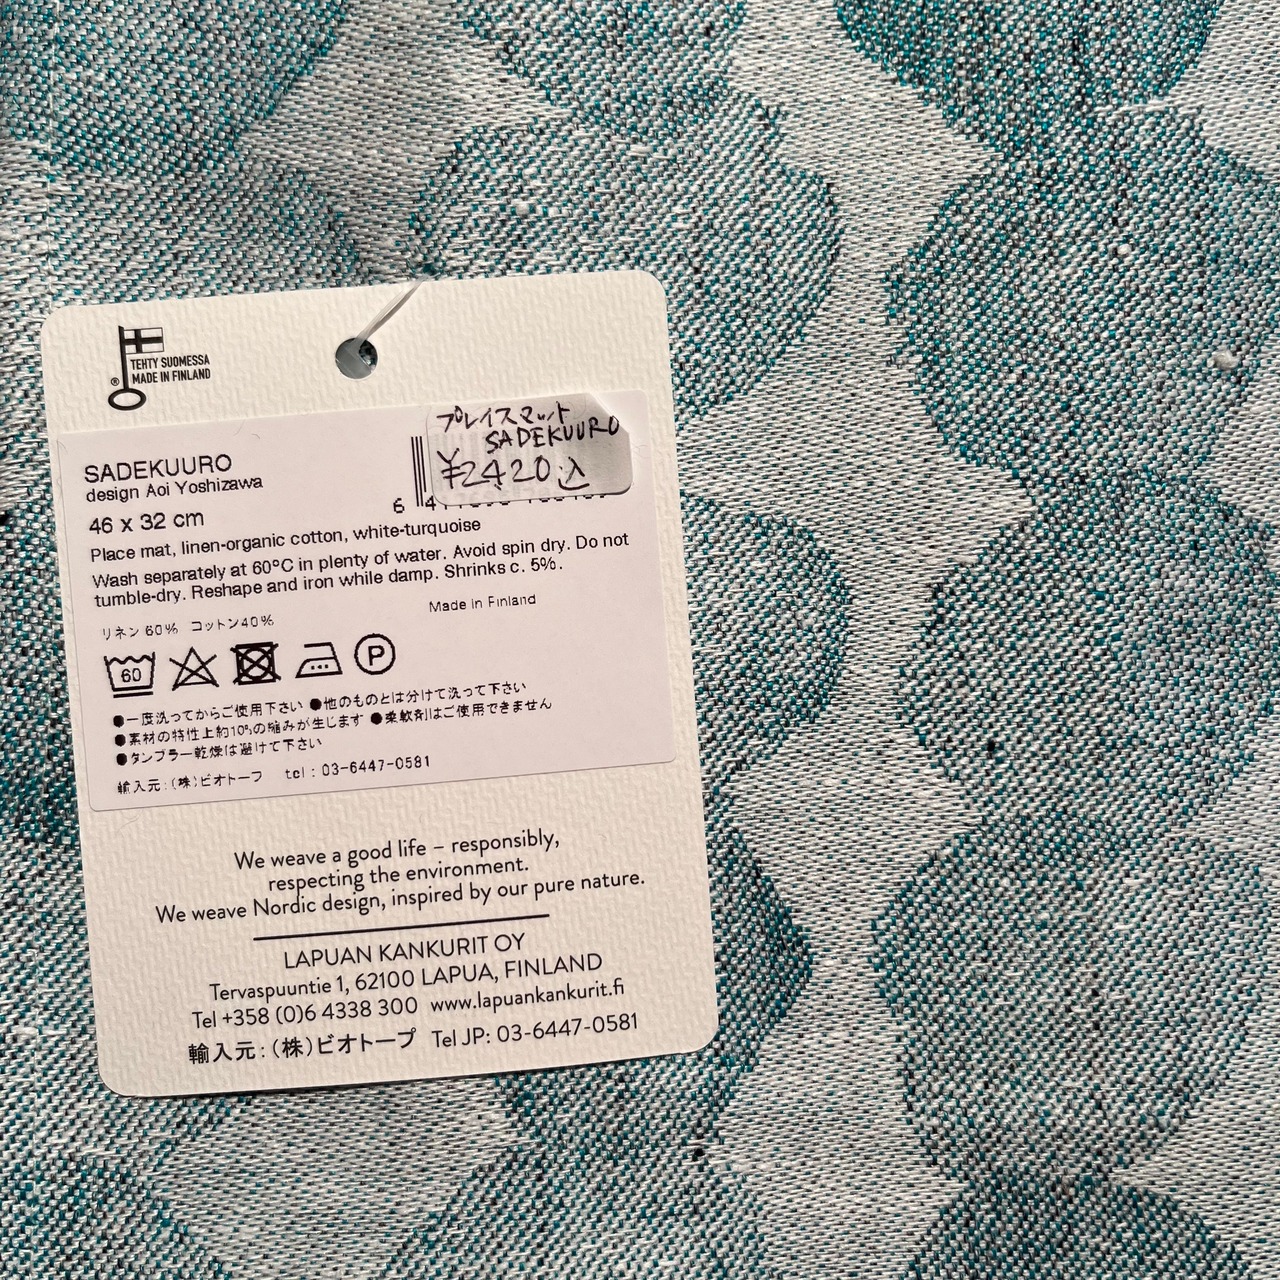 TEHTY SUOMESSA
MADE IN FINLAND
®
プレイスマット
SADEKUURO
¥2420込
SADEKUURO
design Aoi Yoshizawa
46 x 32 cm
6 41
Place mat, linen-organic cotton, white-turquoise
Wash separately at 60°C in plenty of water. Avoid spin dry. Do not
tumble-dry. Reshape and iron while damp. Shrinks c. 5%.
Made in Finland
リネン 60% コットン40%
60
P
●一度洗ってからご使用下さい ●他のものとは分けて洗って下さい
●素材の特性上約10%の縮みが生じます ●柔軟剤はご使用できません
●タンブラー乾燥は避けて下さい
輸入元:(株)ビオトープ tel : 03-6447-0581
We weave a good life – responsibly,
respecting the environment.
We weave Nordic design, inspired by our pure nature.
LAPUAN KANKURIT OY
Tervaspuuntie 1, 62100 LAPUA, FINLAND
Tel +358 (0)6 4338 300 www.lapuankankurit.fi
輸入元:(株)ビオトープ Tel JP: 03-6447-0581